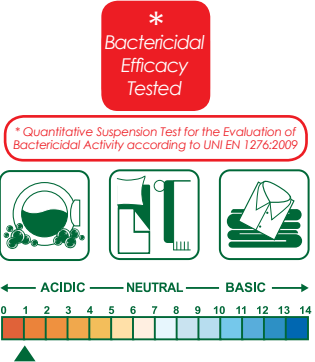 *
Bactericidal
Efficacy
Tested
* Quantitative Suspension Test for the Evaluation of
Bactericidal Activity according to UNI EN 1276:2009
ACIDIC NEUTRAL BASIC
0 1 2 3 4 5 6 7 8 9 10 11 12 13 14